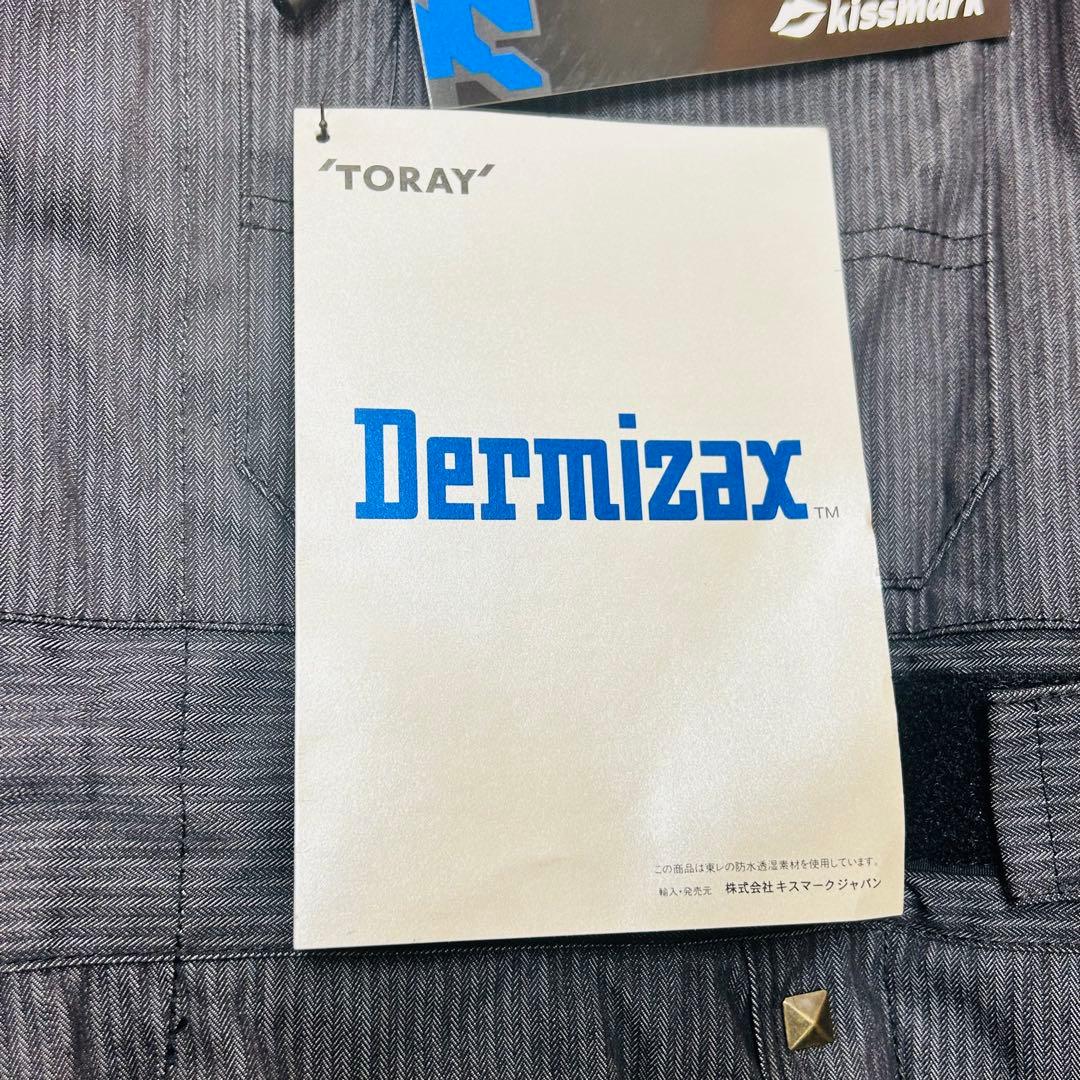 kissmark
'TORAY'
Dermizax™
この商品は東レの防水透湿素材を使用しています。
輸入・発売元 株式会社 キスマークジャパン